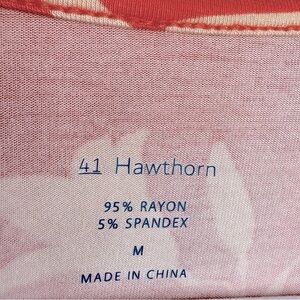 41 Hawthorn
95% RAYON
5% SPANDEX
M
MADE IN CHINA